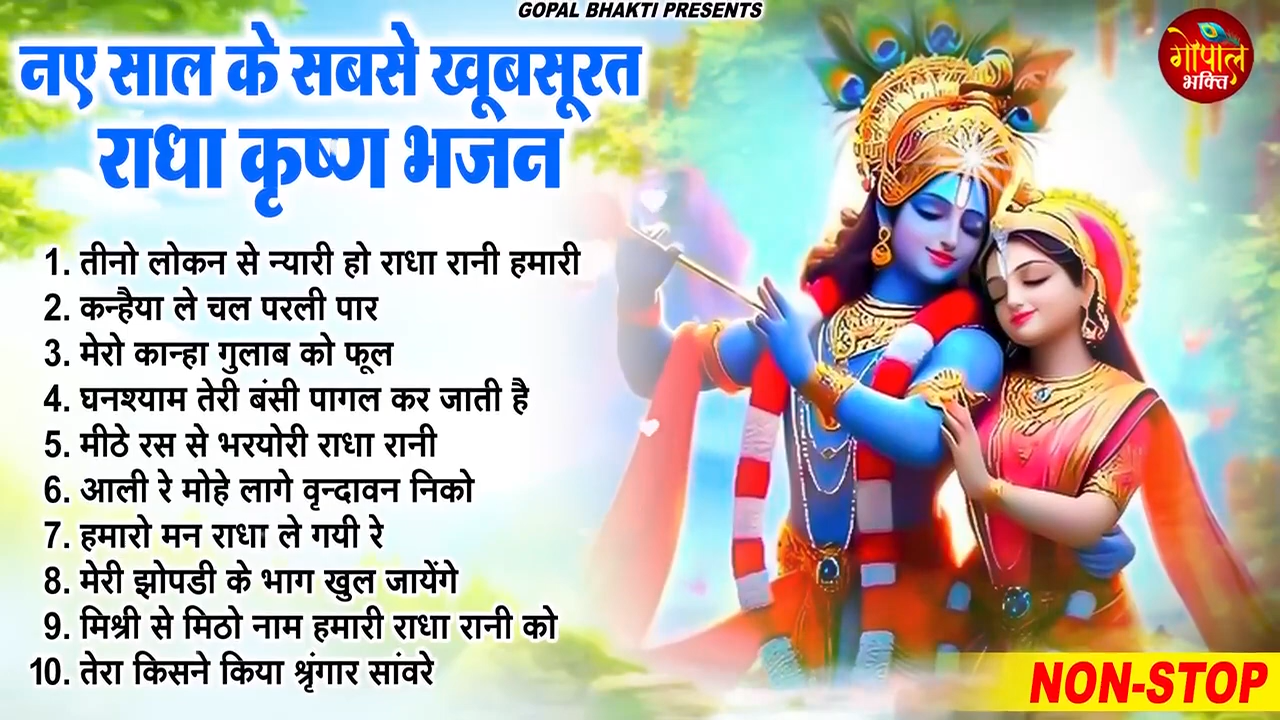 GOPAL BHAKTI PRESENTS
गोपाल
भक्ति
नए साल के सबसे खूबसूरत
राधा कृष्ण भजन
1. तीनो लोकन से न्यारी हो राधा रानी हमारी
2. कन्हैया ले चल परली पार
3. मेरो कान्हा गुलाब को फूल
4. घनश्याम तेरी बंसी पागल कर जाती है
5. मीठे रस से भरयोरी राधा रानी
6. आली रे मोहे लागे वृन्दावन निको
7. हमारो मन राधा ले गयी रे
8. मेरी झोपडी के भाग खुल जायेंगे
9. मिश्री से मिठो नाम हमारी राधा रानी को
10. तेरा किसने किया श्रृंगार सांवरे
NON-STOP